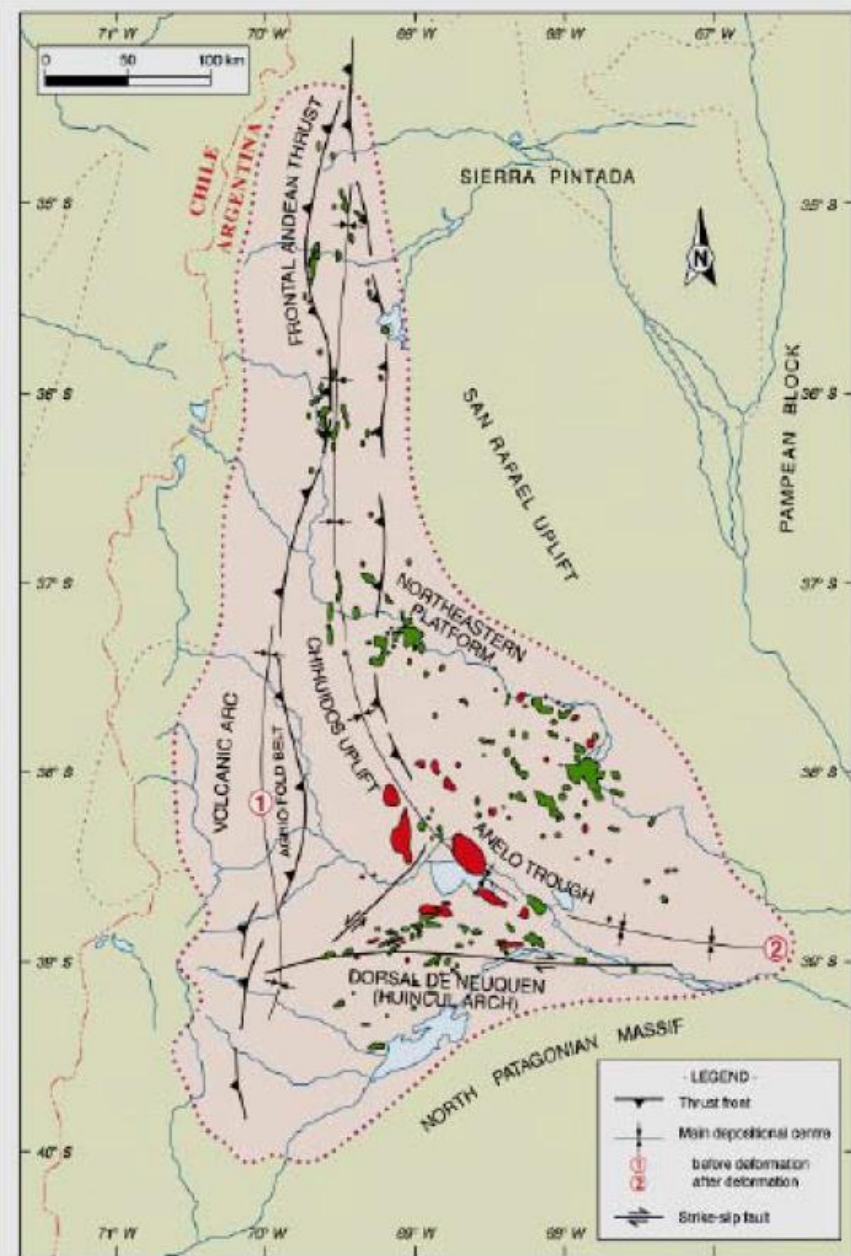 71° W
70° W
69° W
68° W
67° W
0
50
100 km
CHILE
ARGENTINA
FRONTAL ANDEAN THRUST
SIERRA PINTADA
35° S
35° S
N
36° S
36° S
SAN RAFAEL UPLIFT
PAMPEAN BLOCK
37° S
37° S
NORTHEASTERN
PLATFORM
CHIHUIDOS UPLIFT
VOLCANIC ARC
AGRIO FOLD BELT
1
38° S
38° S
AÑELO TROUGH
39° S
39° S
2
DORSAL DE NEUQUEN
(HUINCUL ARCH)
NORTH PATAGONIAN MASSIF
- LEGEND -
Thrust front
Main depositional centre
1 before deformation
2 after deformation
Strike-slip fault
40° S
71° W
70° W
69° W
68° W